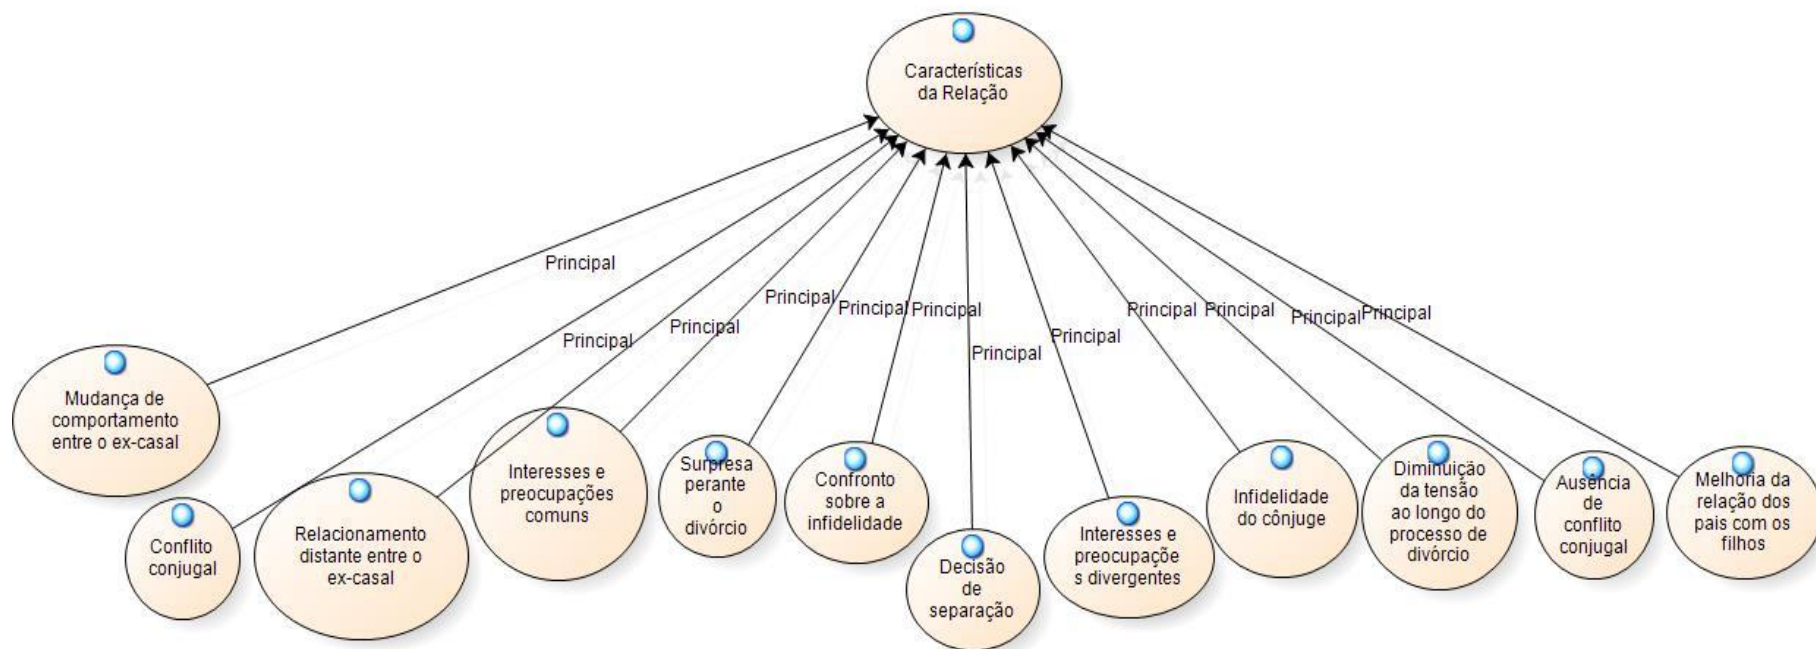 Características
da Relação
Principal
Principal
Principal
Principal
Principal
Principal
Principal
Principal
Principal
Principal
Principal
Principal
Mudança de
comportamento
entre o ex-casal
Conflito
conjugal
Relacionamento
distante entre o
ex-casal
Interesses e
preocupações
comuns
Surpresa
perante
o
divórcio
Confronto
sobre a
infidelidade
Decisão
de
separação
Interesses e
preocupaçõe
s divergentes
Infidelidade
do cônjuge
Diminuição
da tensão
ao longo do
processo de
divórcio
Ausência
de
conflito
conjugal
Melhoria da
relação dos
pais com os
filhos